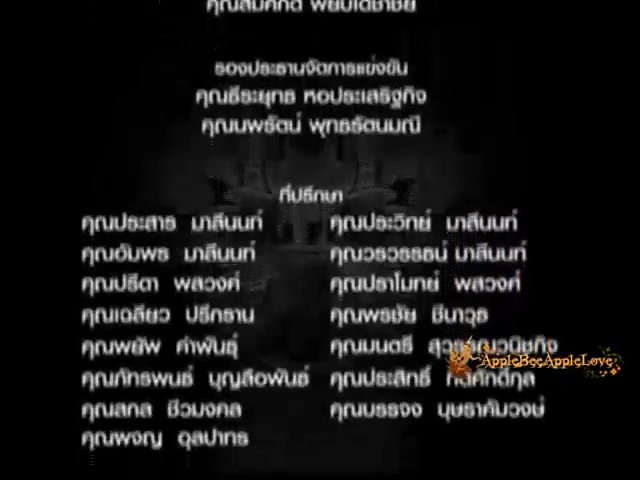 รองประธานจัดการแข่งขัน
คุณธีระยุทธ หอประเสริฐกิจ
คุณนพรัตน์ พุทธรัตนมณี
ที่ปรึกษา
คุณประสาร มาลีนนท์ คุณประวิทย์ มาลีนนท์
คุณอัมพร มาลีนนท์ คุณวรวรรธน์ มาลีนนท์
คุณปรีดา พสวงศ์ คุณปราโมทย์ พสวงศ์
คุณเฉลียว ปรีกราน คุณพรชัย ชีนาวุธ
คุณพยัพ คำพันธุ์ คุณมนตรี
คุณภัทรพนธ์ บุญลือพันธ์ คุณประสิทธิ์
คุณสกล ชีวมงคล คุณบรรจง บุษราคัมวงษ์
คุณพจญ ดุลปาทร
AppleBeeAppleLove